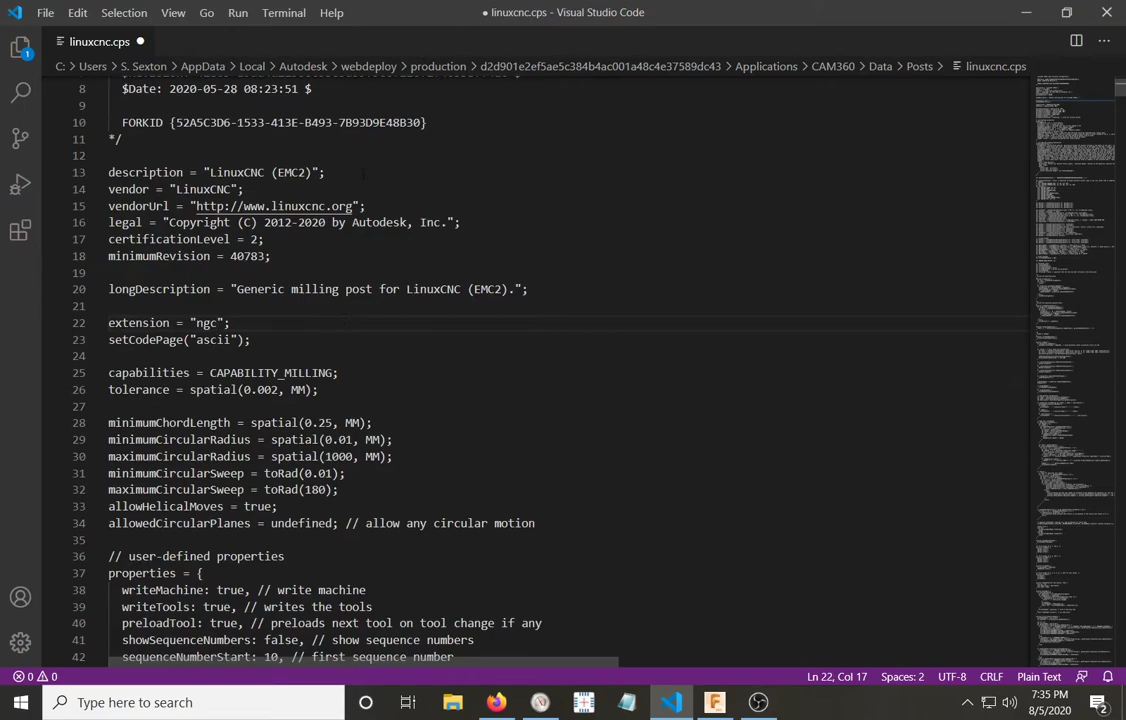 File Edit Selection View Go Run Terminal Help
● linuxcnc.cps - Visual Studio Code
linuxcnc.cps ●
C: > Users > S. Sexton > AppData > Local > Autodesk > webdeploy > production > d2d901e2ef5ae5c384b4ac001a48c4e37589dc43 > Applications > CAM360 > Data > Posts > linuxcnc.cps
8 $Date: 2020-05-28 08:23:51 $
9
10 FORKID {52A5C3D6-1533-413E-B493-7B93D9E48B30}
11 */
12
13 description = "LinuxCNC (EMC2)";
14 vendor = "LinuxCNC";
15 vendorUrl = "http://www.linuxcnc.org";
16 legal = "Copyright (C) 2012-2020 by Autodesk, Inc.";
17 certificationLevel = 2;
18 minimumRevision = 40783;
19
20 longDescription = "Generic milling post for LinuxCNC (EMC2).";
21
22 extension = "ngc";
23 setCodePage("ascii");
24
25 capabilities = CAPABILITY_MILLING;
26 tolerance = spatial(0.002, MM);
27
28 minimumChordLength = spatial(0.25, MM);
29 minimumCircularRadius = spatial(0.01, MM);
30 maximumCircularRadius = spatial(1000, MM);
31 minimumCircularSweep = toRad(0.01);
32 maximumCircularSweep = toRad(180);
33 allowHelicalMoves = true;
34 allowedCircularPlanes = undefined; // allow any circular motion
35
36 // user-defined properties
37 properties = {
38 writeMachine: true, // write machine
39 writeTools: true, // writes the tools
40 preloadTool: true, // preloads next tool on tool change if any
41 showSequenceNumbers: false, // show sequence numbers
42 sequenceNumberStart: 10, // first sequence number
0 0 Ln 22, Col 17 Spaces: 2 UTF-8 CRLF Plain Text
Type here to search
7:35 PM
8/5/2020
2
1